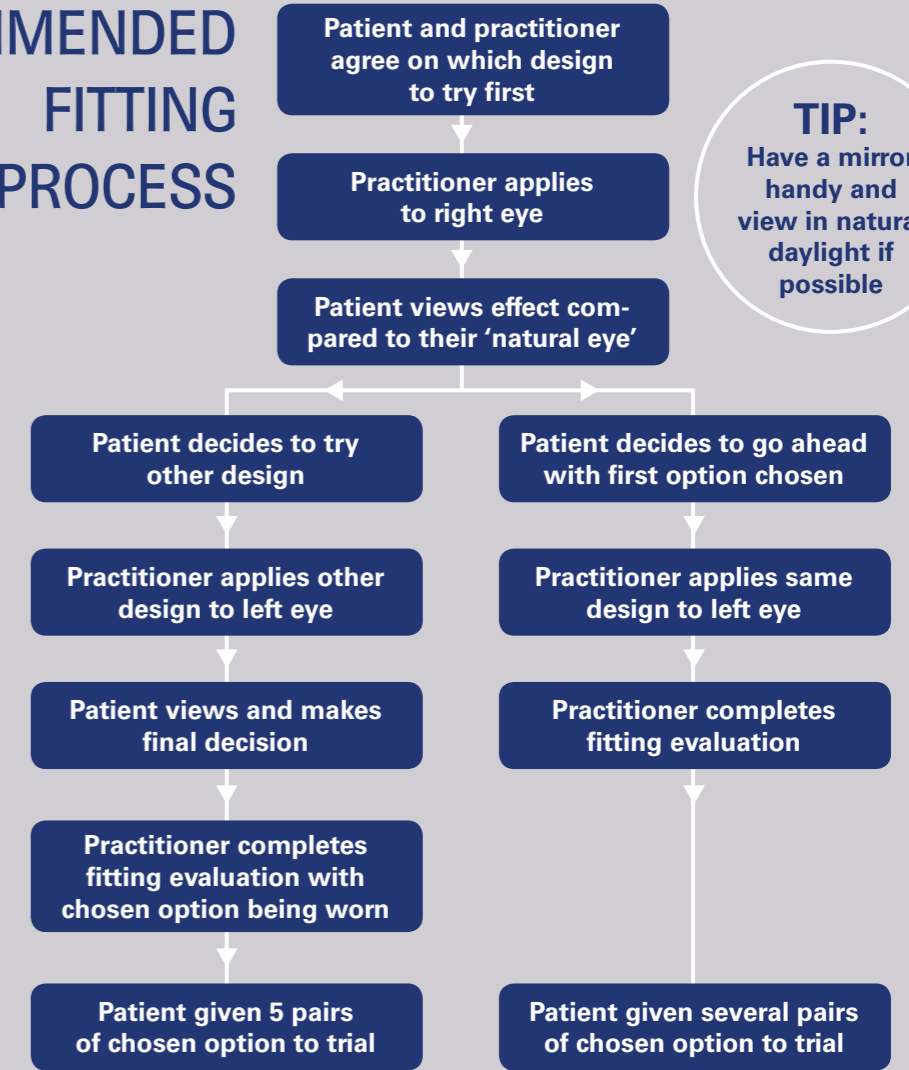 MMENDED
FITTING
PROCESS
Patient and practitioner
agree on which design
to try first
TIP:
Have a mirror
handy and
view in natura
daylight if
possible
Practitioner applies
to right eye
Patient views effect com-
pared to their ‘natural eye’
Patient decides to try
other design
Practitioner applies other
design to left eye
Patient views and makes
final decision
Practitioner completes
fitting evaluation with
chosen option being worn
Patient given 5 pairs
of chosen option to trial
Patient decides to go ahead
with first option chosen
Practitioner applies same
design to left eye
Practitioner completes
fitting evaluation
Patient given several pairs
of chosen option to trial